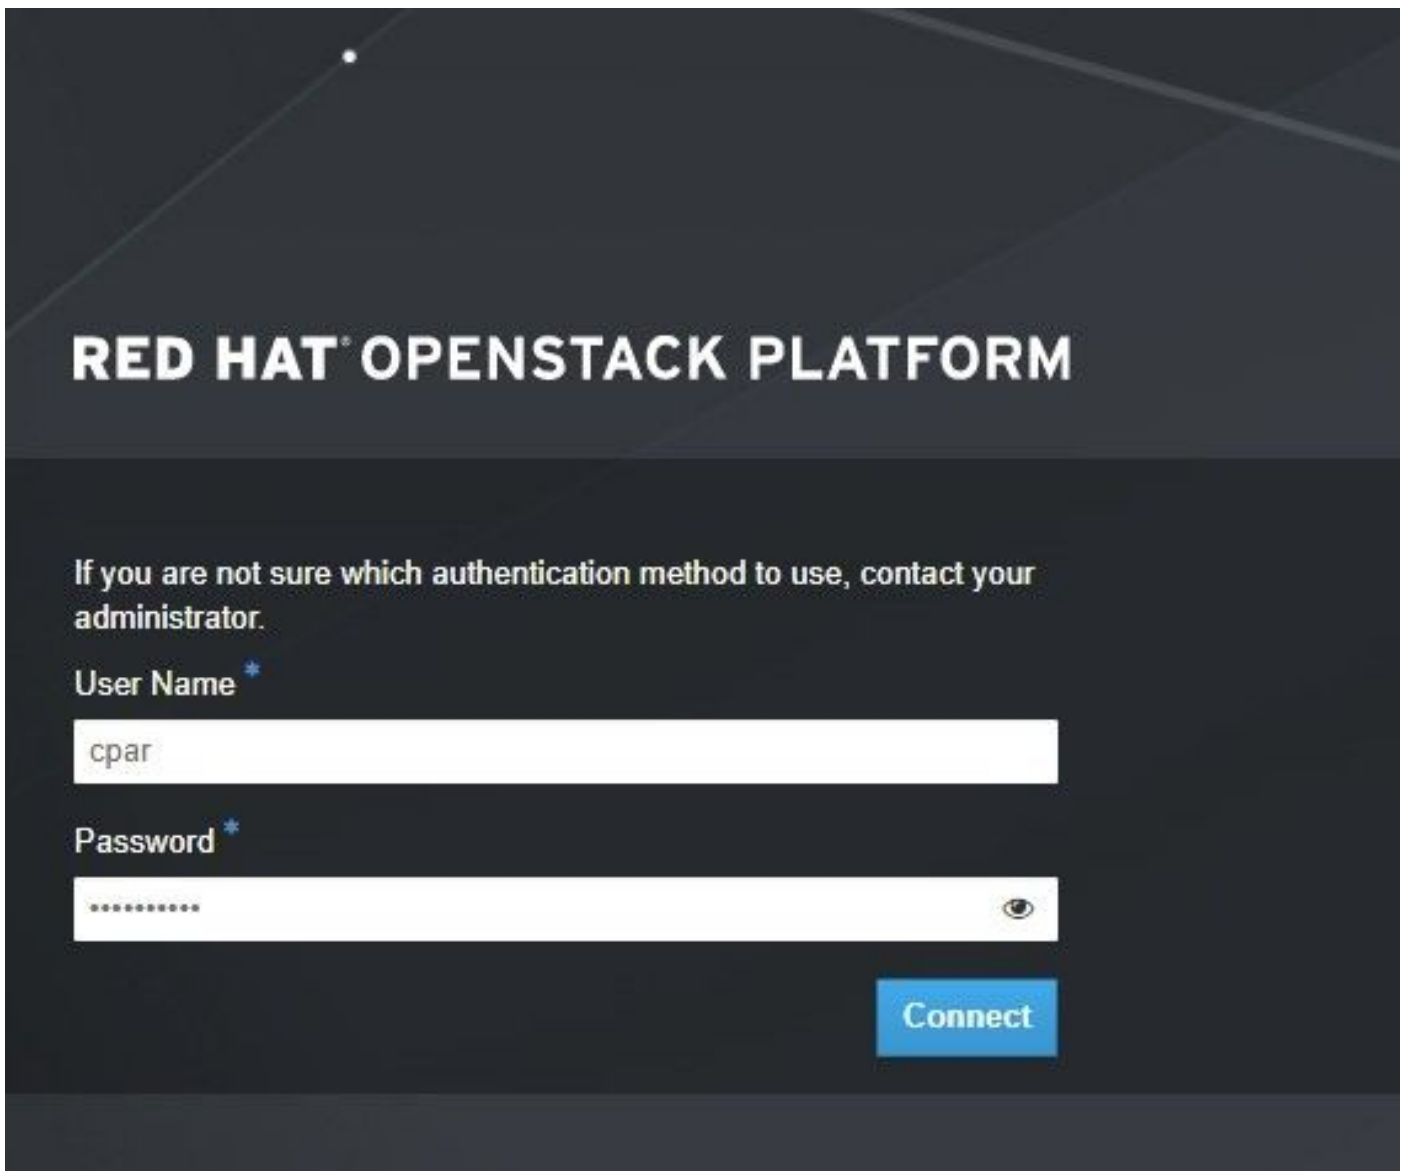 RED HAT® OPENSTACK PLATFORM
If you are not sure which authentication method to use, contact your
administrator.
User Name *
cpar
Password *
••••••••••
Connect